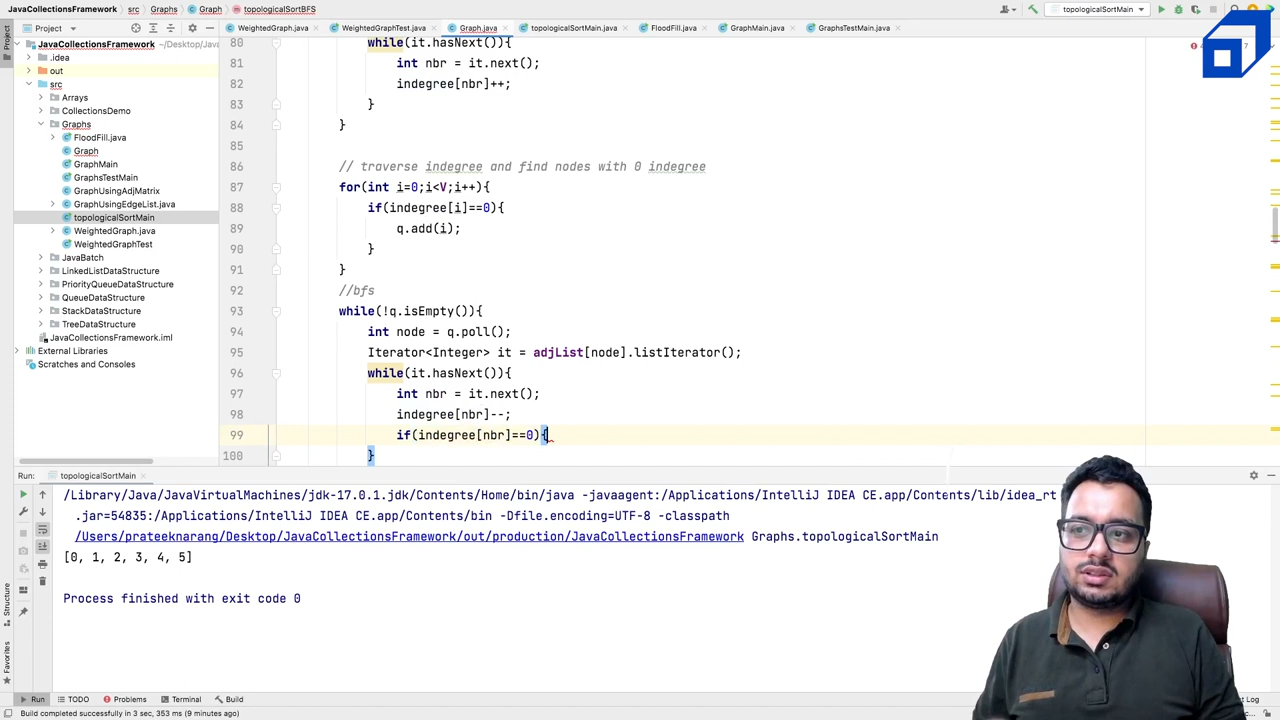 JavaCollectionsFramework
src
Graphs
Graph
topologicalSortBFS
topologicalSortMain
Project
WeightedGraph.java
WeightedGraphTest.java
Graph.java
topologicalSortMain.java
FloodFill.java
GraphMain.java
GraphsTestMain.java
JavaCollectionsFramework ~/Desktop/Java
.idea
out
src
Arrays
CollectionsDemo
Graphs
FloodFill.java
Graph
GraphMain
GraphsTestMain
GraphUsingAdjMatrix
GraphUsingEdgeList.java
topologicalSortMain
WeightedGraph.java
WeightedGraphTest
JavaBatch
LinkedListDataStructure
PriorityQueueDataStructure
QueueDataStructure
StackDataStructure
TreeDataStructure
JavaCollectionsFramework.iml
External Libraries
Scratches and Consoles
80 while(it.hasNext()){
81 int nbr = it.next();
82 indegree[nbr]++;
83 }
84 }
85
86 // traverse indegree and find nodes with 0 indegree
87 for(int i=0;i<V;i++){
88 if(indegree[i]==0){
89 q.add(i);
90 }
91 }
92 //bfs
93 while(!q.isEmpty()){
94 int node = q.poll();
95 Iterator<Integer> it = adjList[node].listIterator();
96 while(it.hasNext()){
97 int nbr = it.next();
98 indegree[nbr]--;
99 if(indegree[nbr]==0){
100 }
Run: topologicalSortMain
/Library/Java/JavaVirtualMachines/jdk-17.0.1.jdk/Contents/Home/bin/java -javaagent:/Applications/IntelliJ IDEA CE.app/Contents/lib/idea_rt
.jar=54835:/Applications/IntelliJ IDEA CE.app/Contents/bin -Dfile.encoding=UTF-8 -classpath
/Users/prateeknarang/Desktop/JavaCollectionsFramework/out/production/JavaCollectionsFramework Graphs.topologicalSortMain
[0, 1, 2, 3, 4, 5]
Process finished with exit code 0
Project
Structure
Favorites
Run
TODO
Problems
Terminal
Build
Build completed successfully in 3 sec, 353 ms (9 minutes ago)